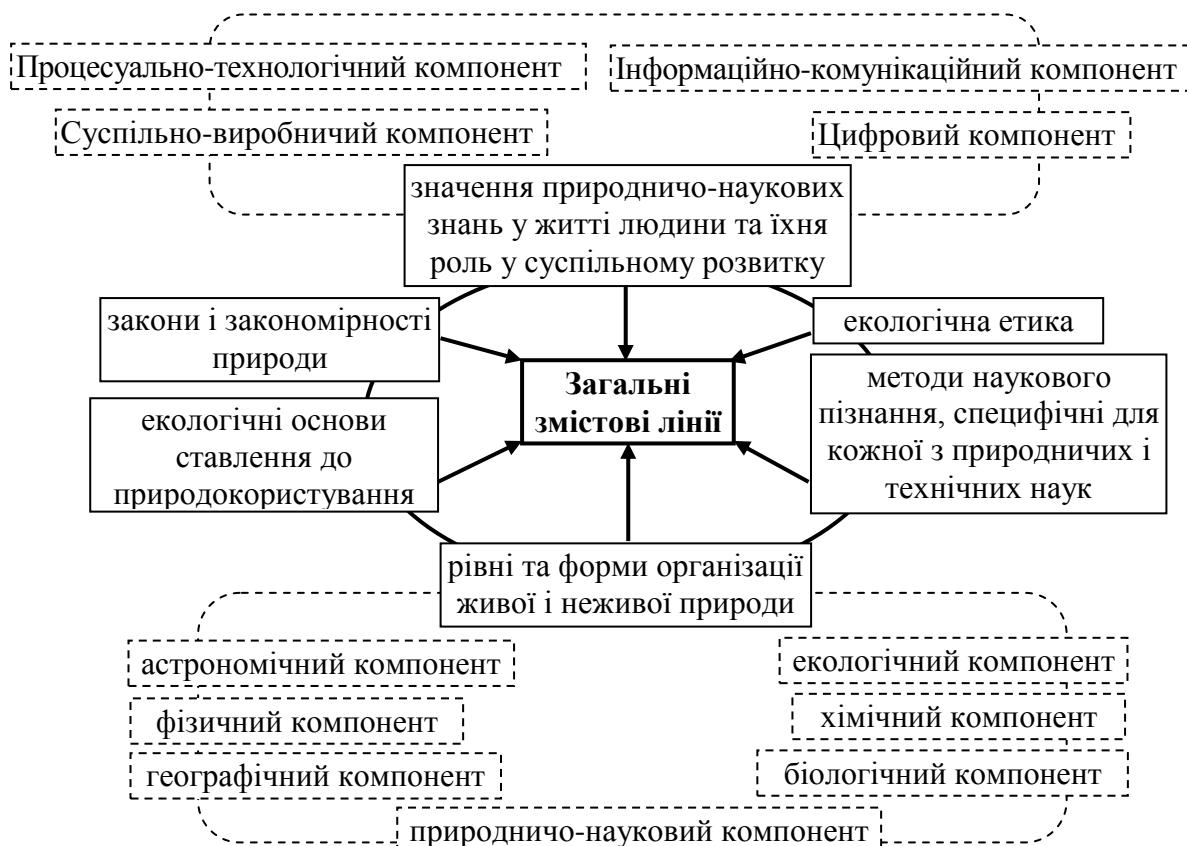 Процесуально-технологічний компонент
Інформаційно-комунікаційний компонент
Суспільно-виробничий компонент
Цифровий компонент
значення природничо-наукових
знань у житті людини та їхня
роль у суспільному розвитку
закони і закономірності
природи
екологічна етика
Загальні
змістові лінії
екологічні основи
ставлення до
природокористування
методи наукового
пізнання, специфічні для
кожної з природничих і
технічних наук
рівні та форми організації
живої і неживої природи
астрономічний компонент
екологічний компонент
фізичний компонент
хімічний компонент
географічний компонент
біологічний компонент
природничо-науковий компонент